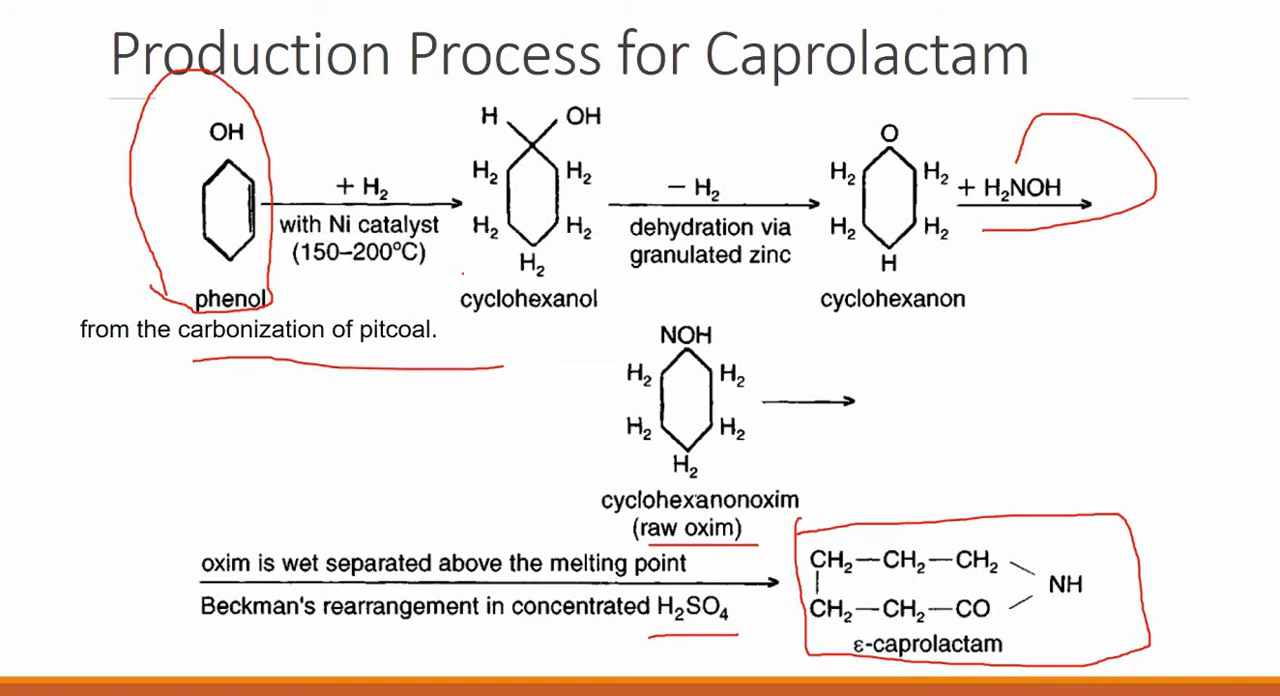 Production Process for Caprolactam
OH
phenol
from the carbonization of pitcoal.
+ H₂
with Ni catalyst
(150–200ºC)
H OH
H₂ H₂
H₂ H₂
H₂
cyclohexanol
− H₂
dehydration via
granulated zinc
O
H₂ H₂
H₂ H₂
H
cyclohexanon
+ H₂NOH
NOH
H₂ H₂
H₂ H₂
H₂
cyclohexanonoxim
(raw oxim)
oxim is wet separated above the melting point
Beckman's rearrangement in concentrated H₂SO₄
CH₂—CH₂—CH₂
NH
CH₂—CH₂—CO
ε-caprolactam